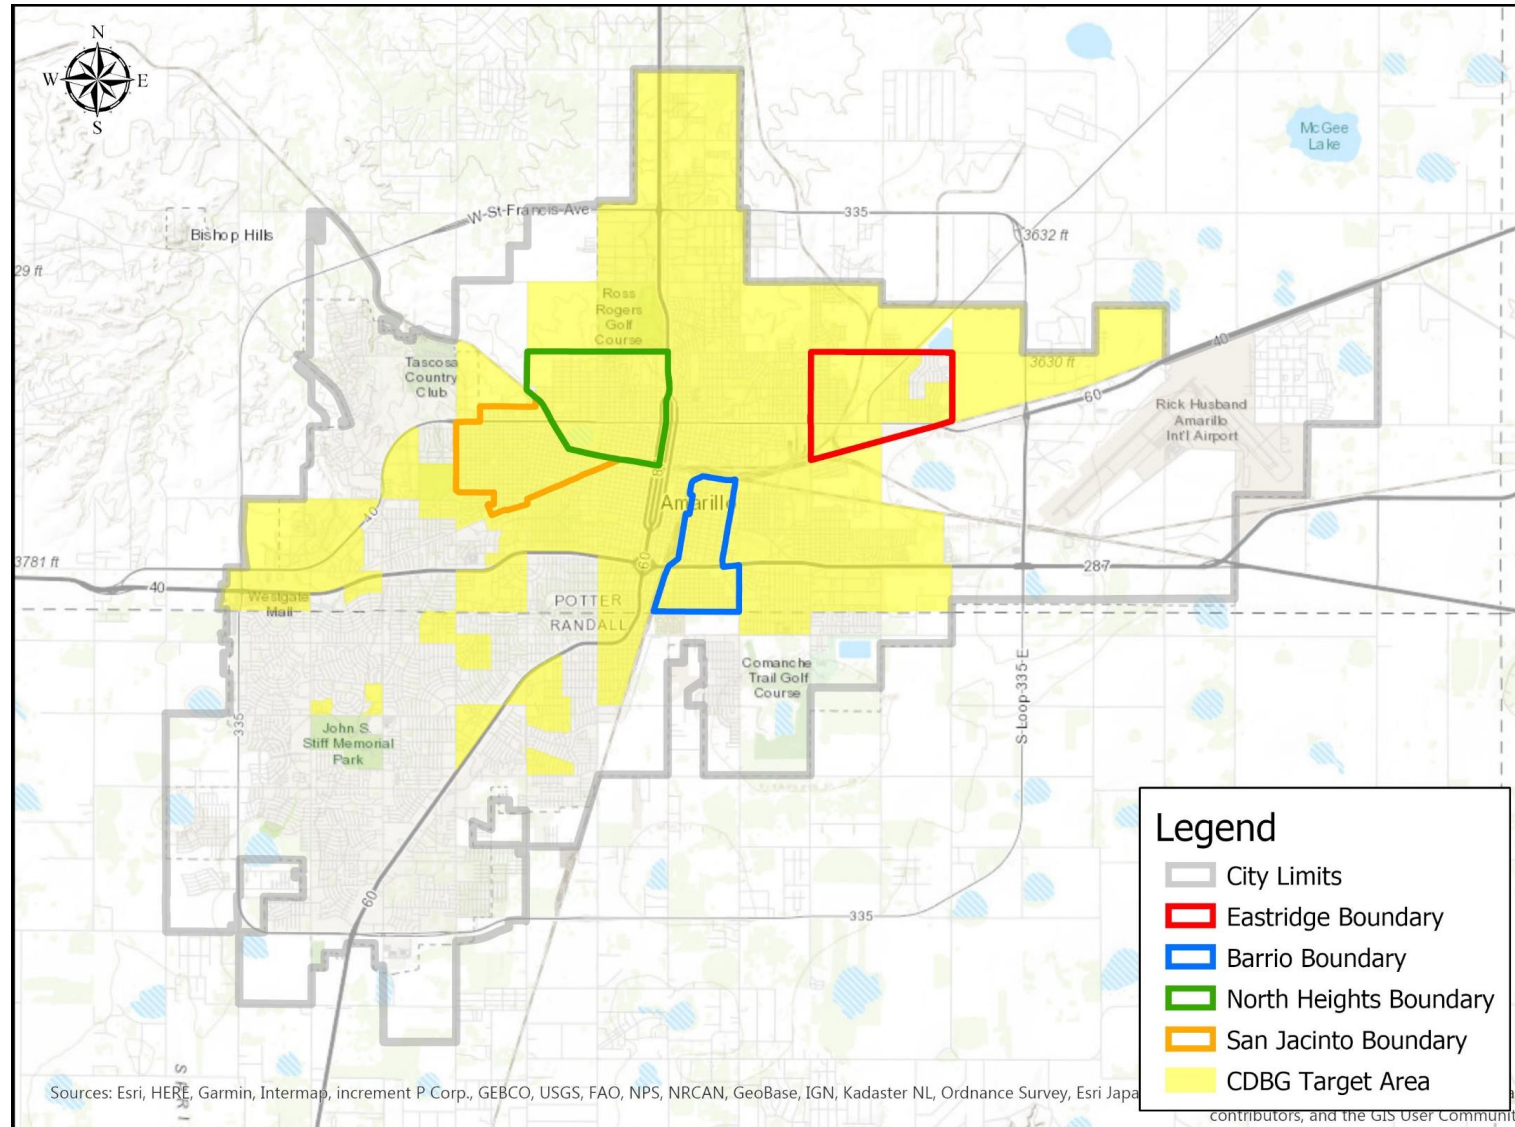 N
W E
S
McGee
Lake
W-St-Francis-Ave
335
Bishop Hills
3632 ft
29 ft
Ross
Rogers
Golf
Course
40
Tascosa
Country
Club
3630 ft
60
Rick Husband
Amarillo
Int'l Airport
Amarillo
40
3781 ft
40
60
287
Westgate
Mall
POTTER
RANDALL
Comanche
Trail Golf
Course
S-Loop-335-E
335
John S.
Stiff Memorial
Park
60
335
Legend
City Limits
Eastridge Boundary
Barrio Boundary
North Heights Boundary
San Jacinto Boundary
CDBG Target Area
Sources: Esri, HERE, Garmin, Intermap, increment P Corp., GEBCO, USGS, FAO, NPS, NRCAN, GeoBase, IGN, Kadaster NL, Ordnance Survey, Esri Japa
contributors, and the GIS User Communit